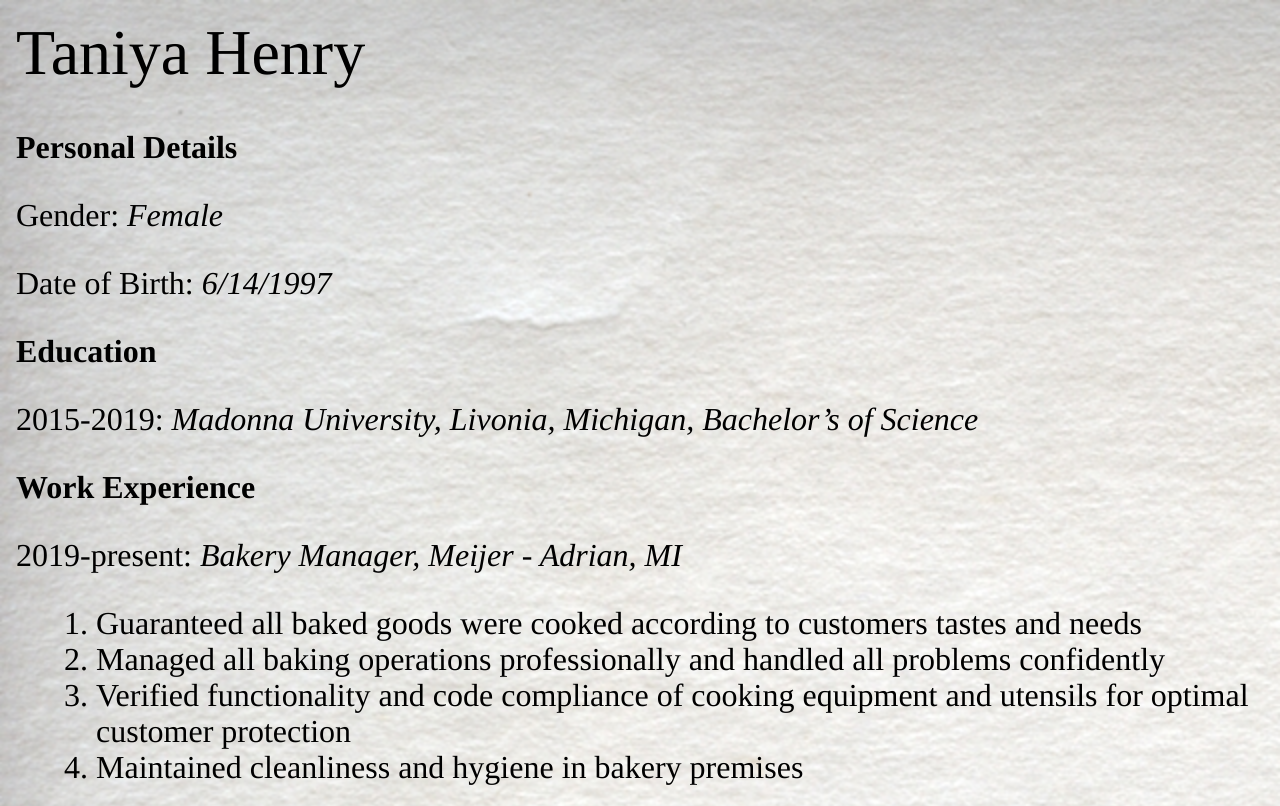 Taniya Henry
Personal Details
Gender: Female
Date of Birth: 6/14/1997
Education
2015-2019: Madonna University, Livonia, Michigan, Bachelor’s of Science
Work Experience
2019-present: Bakery Manager, Meijer - Adrian, MI
1. Guaranteed all baked goods were cooked according to customers tastes and needs
2. Managed all baking operations professionally and handled all problems confidently
3. Verified functionality and code compliance of cooking equipment and utensils for optimal
customer protection
4. Maintained cleanliness and hygiene in bakery premises